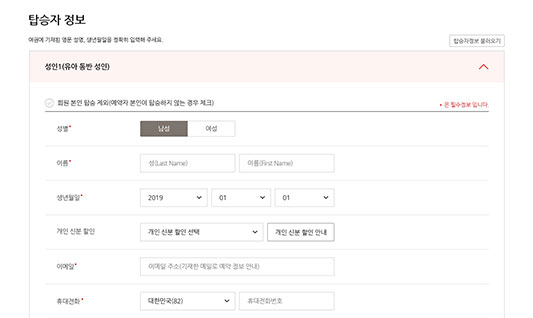 탑승자 정보
여권에 기재된 영문 성명, 생년월일을 정확히 입력해 주세요.
탑승자정보 불러오기
성인1(유아 동반 성인)
회원 본인 탑승 제외(예약자 본인이 탑승하지 않는 경우 체크)
* 은 필수정보 입니다.
성별*
남성 여성
이름*
성(Last Name) 이름(First Name)
생년월일*
2019 01 01
개인 신분 할인
개인 신분 할인 선택 개인 신분 할인 안내
이메일*
이메일 주소(기재한 메일로 예약 정보 안내)
휴대전화*
대한민국(82) 휴대전화번호